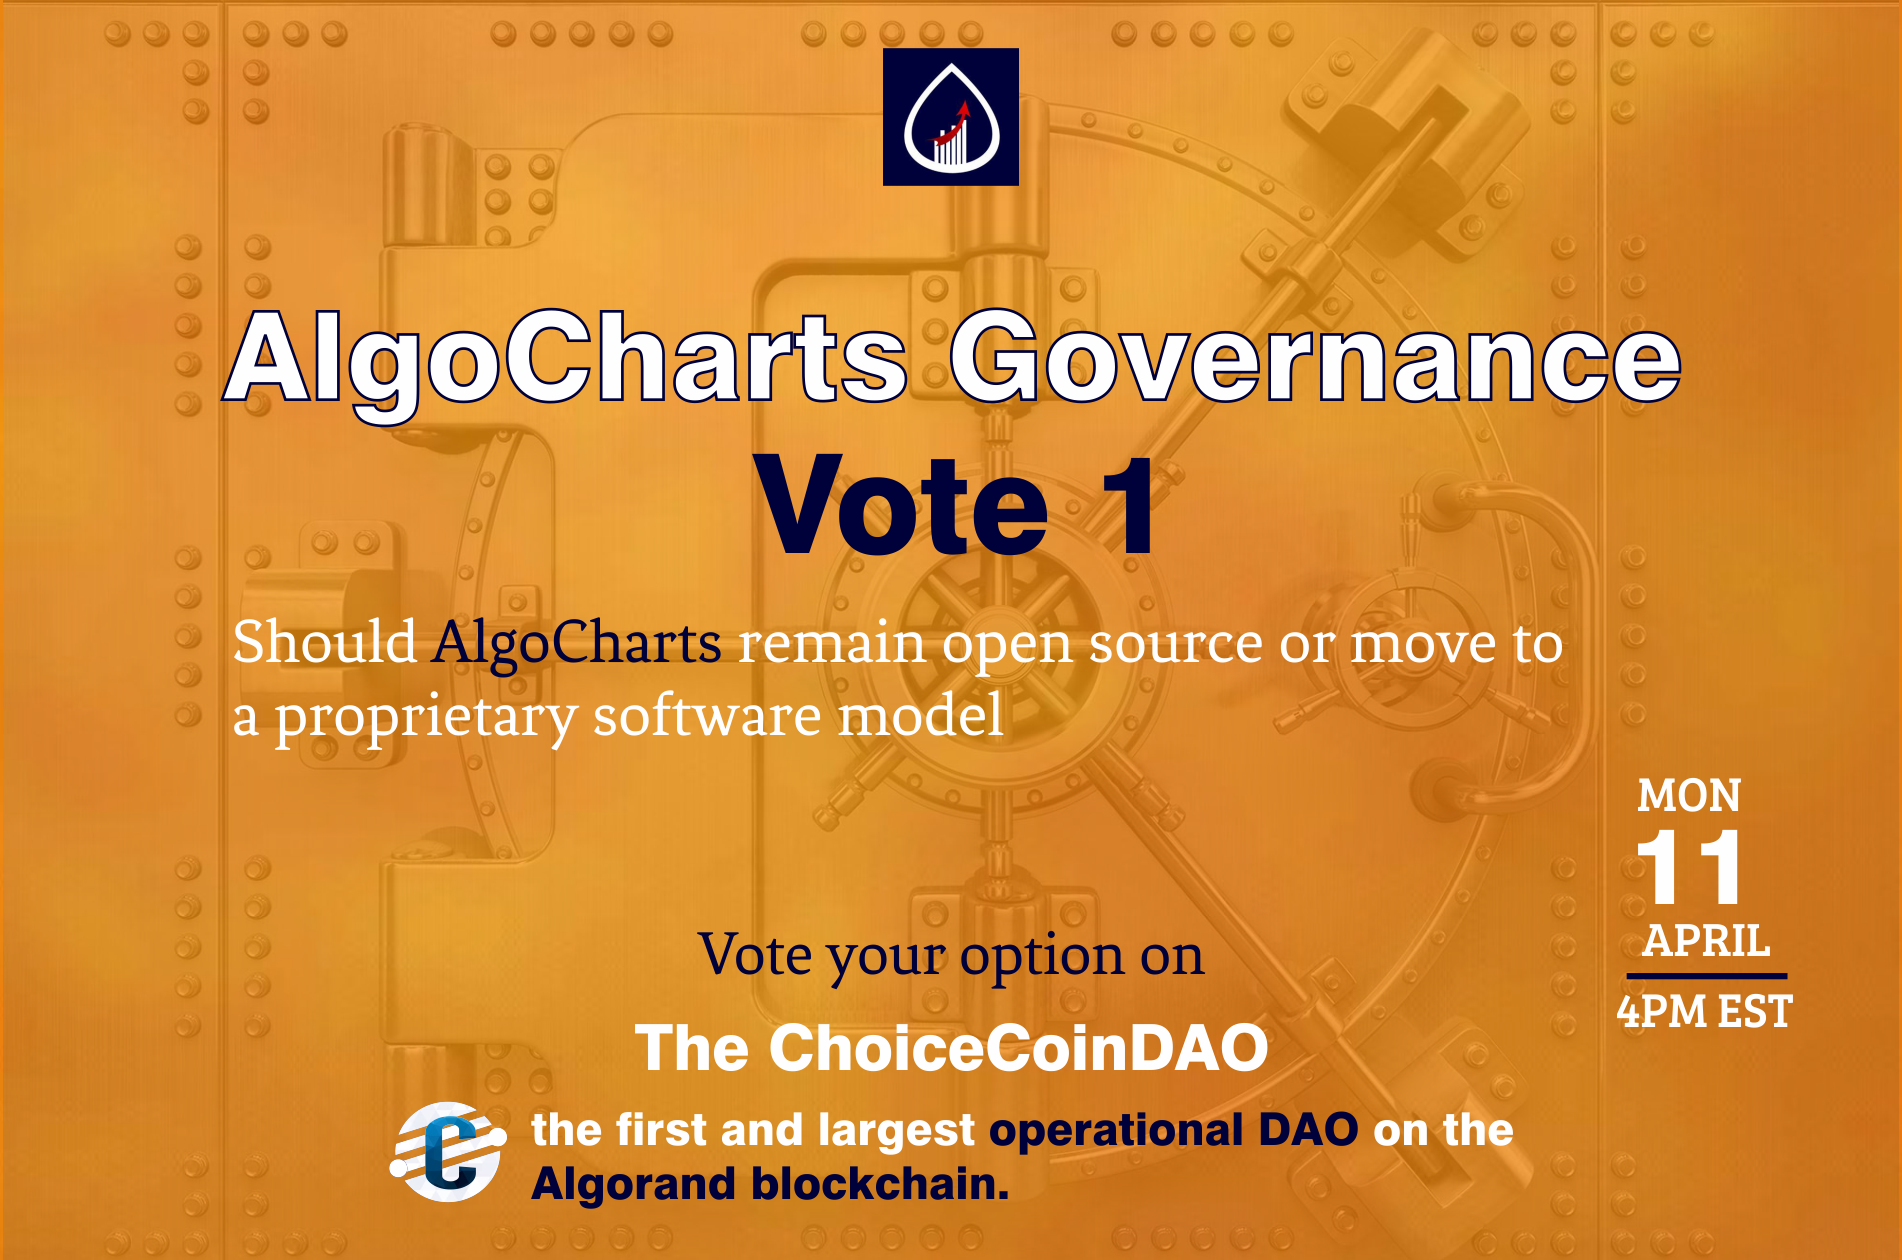 AlgoCharts Governance
Vote 1
Should AlgoCharts remain open source or move to
a proprietary software model
MON
11
APRIL
4PM EST
Vote your option on
The ChoiceCoinDAO
C
the first and largest operational DAO on the
Algorand blockchain.